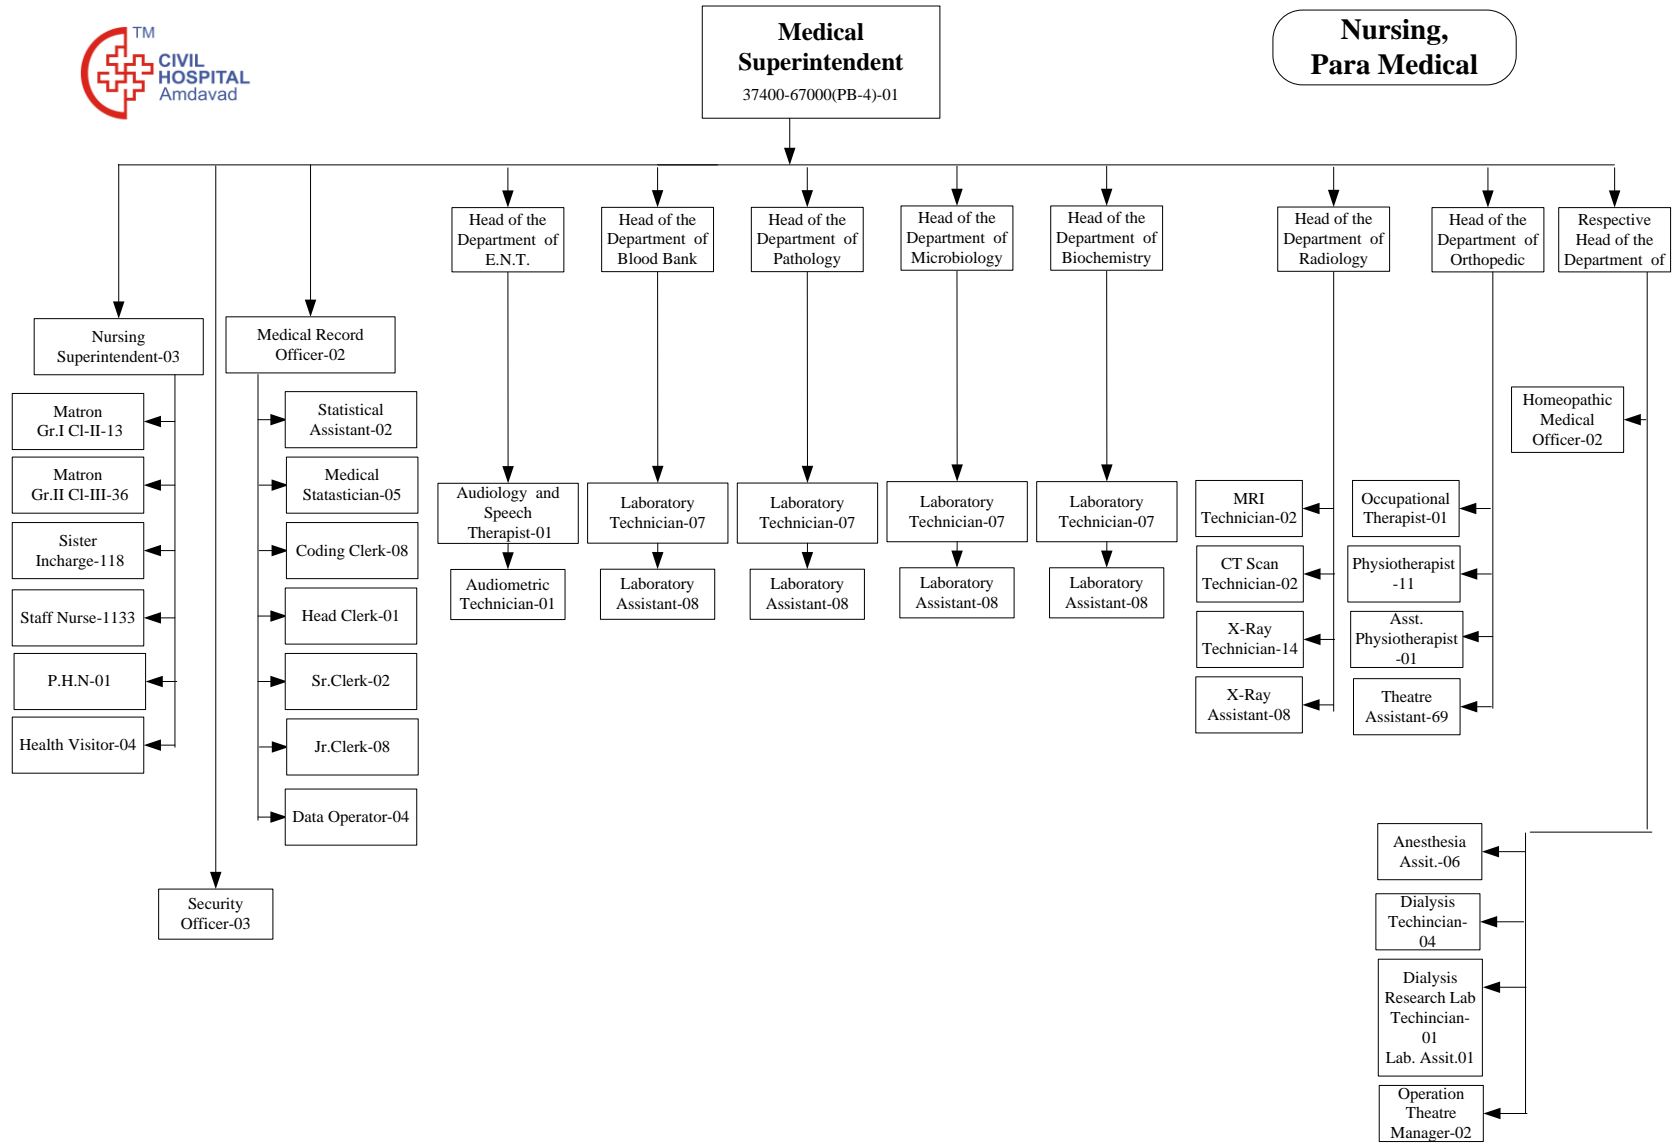 TM
CIVIL
HOSPITAL
Amdavad
Medical
Superintendent
37400-67000(PB-4)-01
Nursing,
Para Medical
Head of the
Department of
E.N.T.
Head of the
Department of
Blood Bank
Head of the
Department of
Pathology
Head of the
Department of
Microbiology
Head of the
Department of
Biochemistry
Head of the
Department of
Radiology
Head of the
Department of
Orthopedic
Respective
Head of the
Department of
Nursing
Superintendent-03
Medical Record
Officer-02
Matron
Gr.I Cl-II-13
Matron
Gr.II Cl-III-36
Sister
Incharge-118
Staff Nurse-1133
P.H.N-01
Health Visitor-04
Statistical
Assistant-02
Medical
Statastician-05
Coding Clerk-08
Head Clerk-01
Sr.Clerk-02
Jr.Clerk-08
Data Operator-04
Security
Officer-03
Audiology and
Speech
Therapist-01
Audiometric
Technician-01
Laboratory
Technician-07
Laboratory
Assistant-08
Laboratory
Technician-07
Laboratory
Assistant-08
Laboratory
Technician-07
Laboratory
Assistant-08
Laboratory
Technician-07
Laboratory
Assistant-08
MRI
Technician-02
CT Scan
Technician-02
X-Ray
Technician-14
X-Ray
Assistant-08
Occupational
Therapist-01
Physiotherapist
-11
Asst.
Physiotherapist
-01
Theatre
Assistant-69
Homeopathic
Medical
Officer-02
Anesthesia
Assit.-06
Dialysis
Techincian-
04
Dialysis
Research Lab
Techincian-
01
Lab. Assit.01
Operation
Theatre
Manager-02